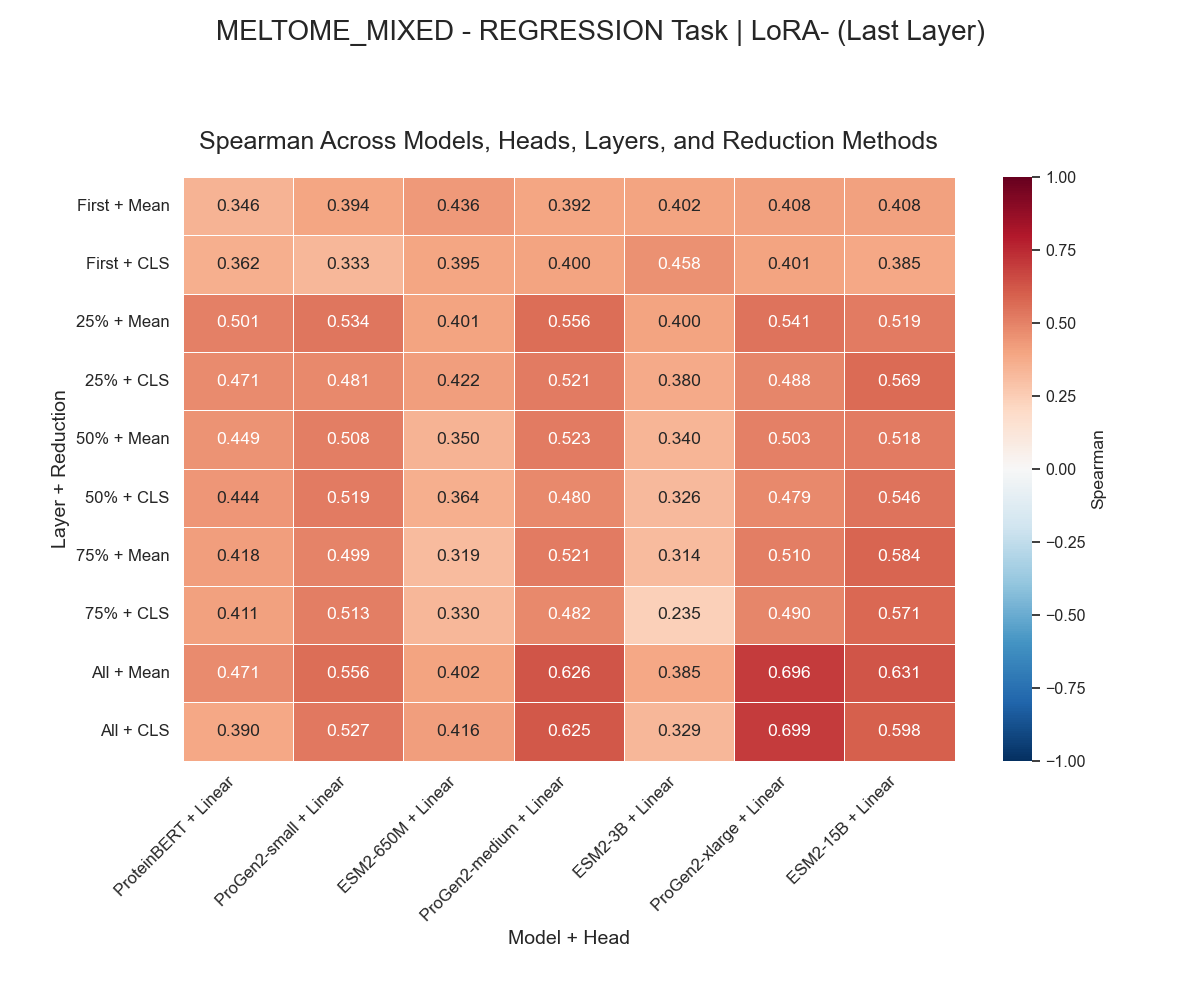 MELTOME_MIXED - REGRESSION Task | LoRA- (Last Layer)
Spearman Across Models, Heads, Layers, and Reduction Methods
Layer + Reduction
First + Mean 0.346 0.394 0.436 0.392 0.402 0.408 0.408
First + CLS 0.362 0.333 0.395 0.400 0.458 0.401 0.385
25% + Mean 0.501 0.534 0.401 0.556 0.400 0.541 0.519
25% + CLS 0.471 0.481 0.422 0.521 0.380 0.488 0.569
50% + Mean 0.449 0.508 0.350 0.523 0.340 0.503 0.518
50% + CLS 0.444 0.519 0.364 0.480 0.326 0.479 0.546
75% + Mean 0.418 0.499 0.319 0.521 0.314 0.510 0.584
75% + CLS 0.411 0.513 0.330 0.482 0.235 0.490 0.571
All + Mean 0.471 0.556 0.402 0.626 0.385 0.696 0.631
All + CLS 0.390 0.527 0.416 0.625 0.329 0.699 0.598
ProteinBERT + Linear
ProGen2-small + Linear
ESM2-650M + Linear
ProGen2-medium + Linear
ESM2-3B + Linear
ProGen2-xlarge + Linear
ESM2-15B + Linear
Model + Head
1.00
0.75
0.50
0.25
0.00
−0.25
−0.50
−0.75
−1.00
Spearman